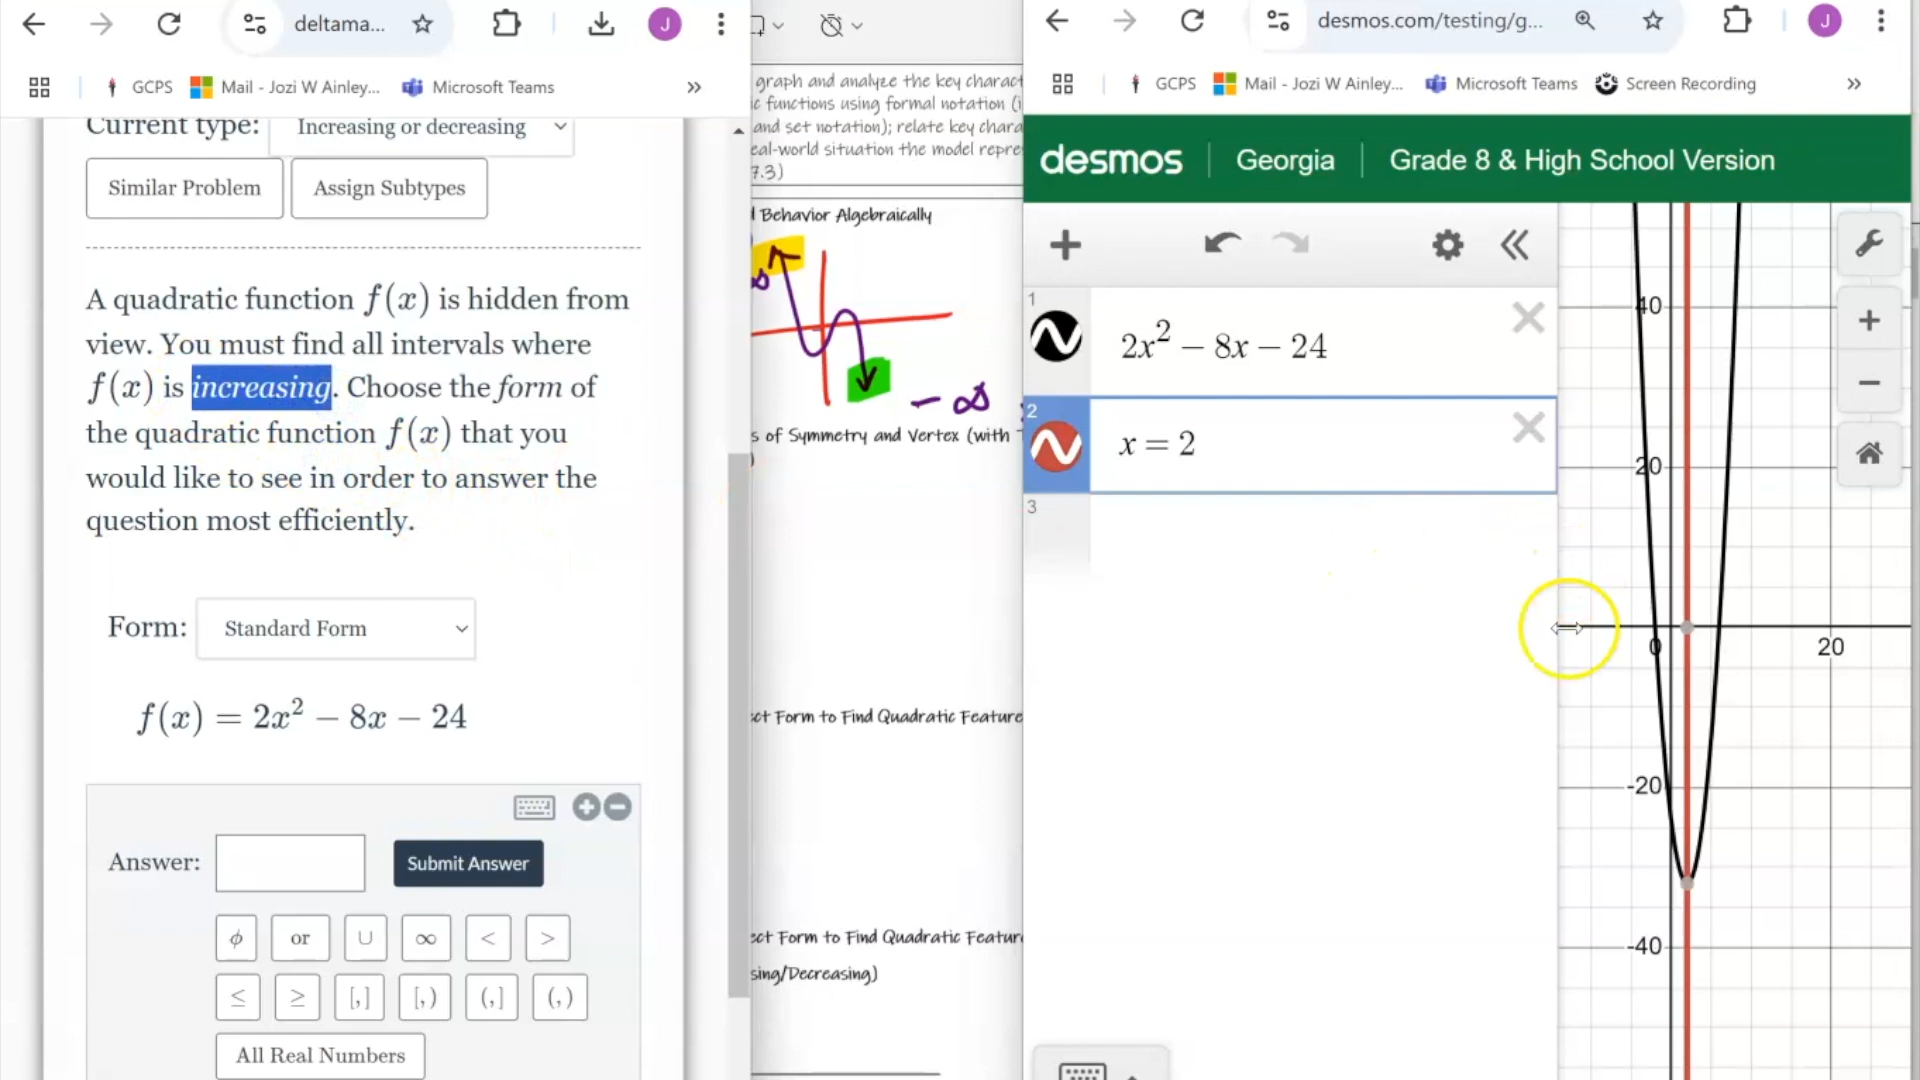 deltama...
J
GCPS
Mail - Jozi W Ainley...
Microsoft Teams
»
Current type:
Increasing or decreasing
Similar Problem
Assign Subtypes
A quadratic function f(x) is hidden from
view. You must find all intervals where
f(x) is increasing. Choose the form of
the quadratic function f(x) that you
would like to see in order to answer the
question most efficiently.
Form:
Standard Form
f(x) = 2x² − 8x − 24
Answer:
Submit Answer
ϕ or ∪ ∞ < >
≤ ≥ [,] [,) (,] (,)
All Real Numbers
graph and analyze the key charact
c functions using formal notation (i
and set notation); relate key chara
eal-world situation the model repre
7.3)
Behavior Algebraically
∞
− ∞
s of Symmetry and Vertex (with
ct Form to Find Quadratic Feature
ect Form to Find Quadratic Feature
sing/Decreasing)
desmos.com/testing/g...
J
GCPS
Mail - Jozi W Ainley...
Microsoft Teams
Screen Recording
»
desmos
Georgia
Grade 8 & High School Version
1
2x² − 8x − 24
2
x = 2
3
40
20
0
20
-20
-40